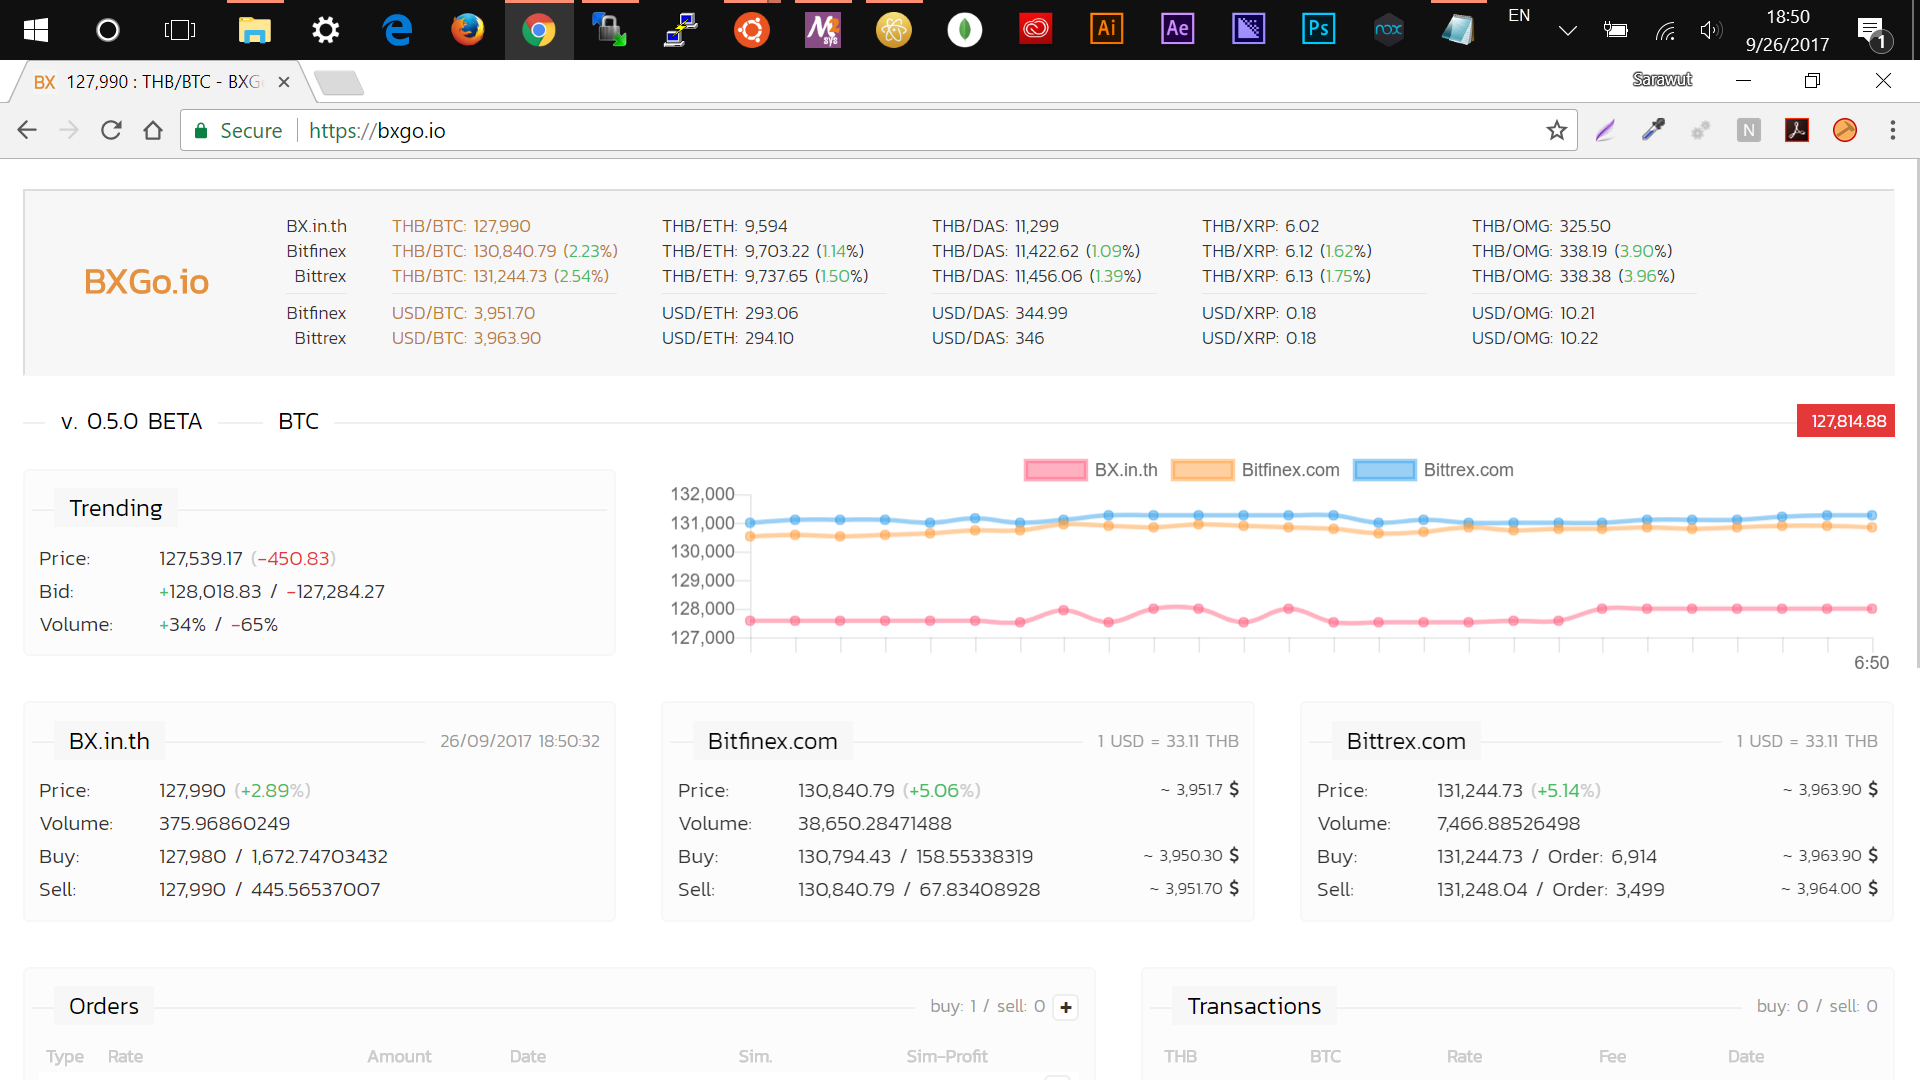 EN
18:50
9/26/2017
1
BX 127,990 : THB/BTC - BXG
Sarawut
Secure https://bxgo.io
BXGo.io
BX.in.th THB/BTC: 127,990 THB/ETH: 9,594 THB/DAS: 11,299 THB/XRP: 6.02 THB/OMG: 325.50
Bitfinex THB/BTC: 130,840.79 (2.23%) THB/ETH: 9,703.22 (1.14%) THB/DAS: 11,422.62 (1.09%) THB/XRP: 6.12 (1.62%) THB/OMG: 338.19 (3.90%)
Bittrex THB/BTC: 131,244.73 (2.54%) THB/ETH: 9,737.65 (1.50%) THB/DAS: 11,456.06 (1.39%) THB/XRP: 6.13 (1.75%) THB/OMG: 338.38 (3.96%)
Bitfinex USD/BTC: 3,951.70 USD/ETH: 293.06 USD/DAS: 344.99 USD/XRP: 0.18 USD/OMG: 10.21
Bittrex USD/BTC: 3,963.90 USD/ETH: 294.10 USD/DAS: 346 USD/XRP: 0.18 USD/OMG: 10.22
v. 0.5.0 BETA BTC 127,814.88
Trending
Price: 127,539.17 (-450.83)
Bid: +128,018.83 / -127,284.27
Volume: +34% / -65%
BX.in.th Bitfinex.com Bittrex.com
132,000
131,000
130,000
129,000
128,000
127,000
6:50
BX.in.th 26/09/2017 18:50:32
Price: 127,990 (+2.89%)
Volume: 375.96860249
Buy: 127,980 / 1,672.74703432
Sell: 127,990 / 445.56537007
Bitfinex.com 1 USD = 33.11 THB
Price: 130,840.79 (+5.06%) ~ 3,951.7 $
Volume: 38,650.28471488
Buy: 130,794.43 / 158.55338319 ~ 3,950.30 $
Sell: 130,840.79 / 67.83408928 ~ 3,951.70 $
Bittrex.com 1 USD = 33.11 THB
Price: 131,244.73 (+5.14%) ~ 3,963.90 $
Volume: 7,466.88526498
Buy: 131,244.73 / Order: 6,914 ~ 3,963.90 $
Sell: 131,248.04 / Order: 3,499 ~ 3,964.00 $
Orders buy: 1 / sell: 0 +
Type Rate Amount Date Sim. Sim-Profit
Transactions buy: 0 / sell: 0
THB BTC Rate Fee Date